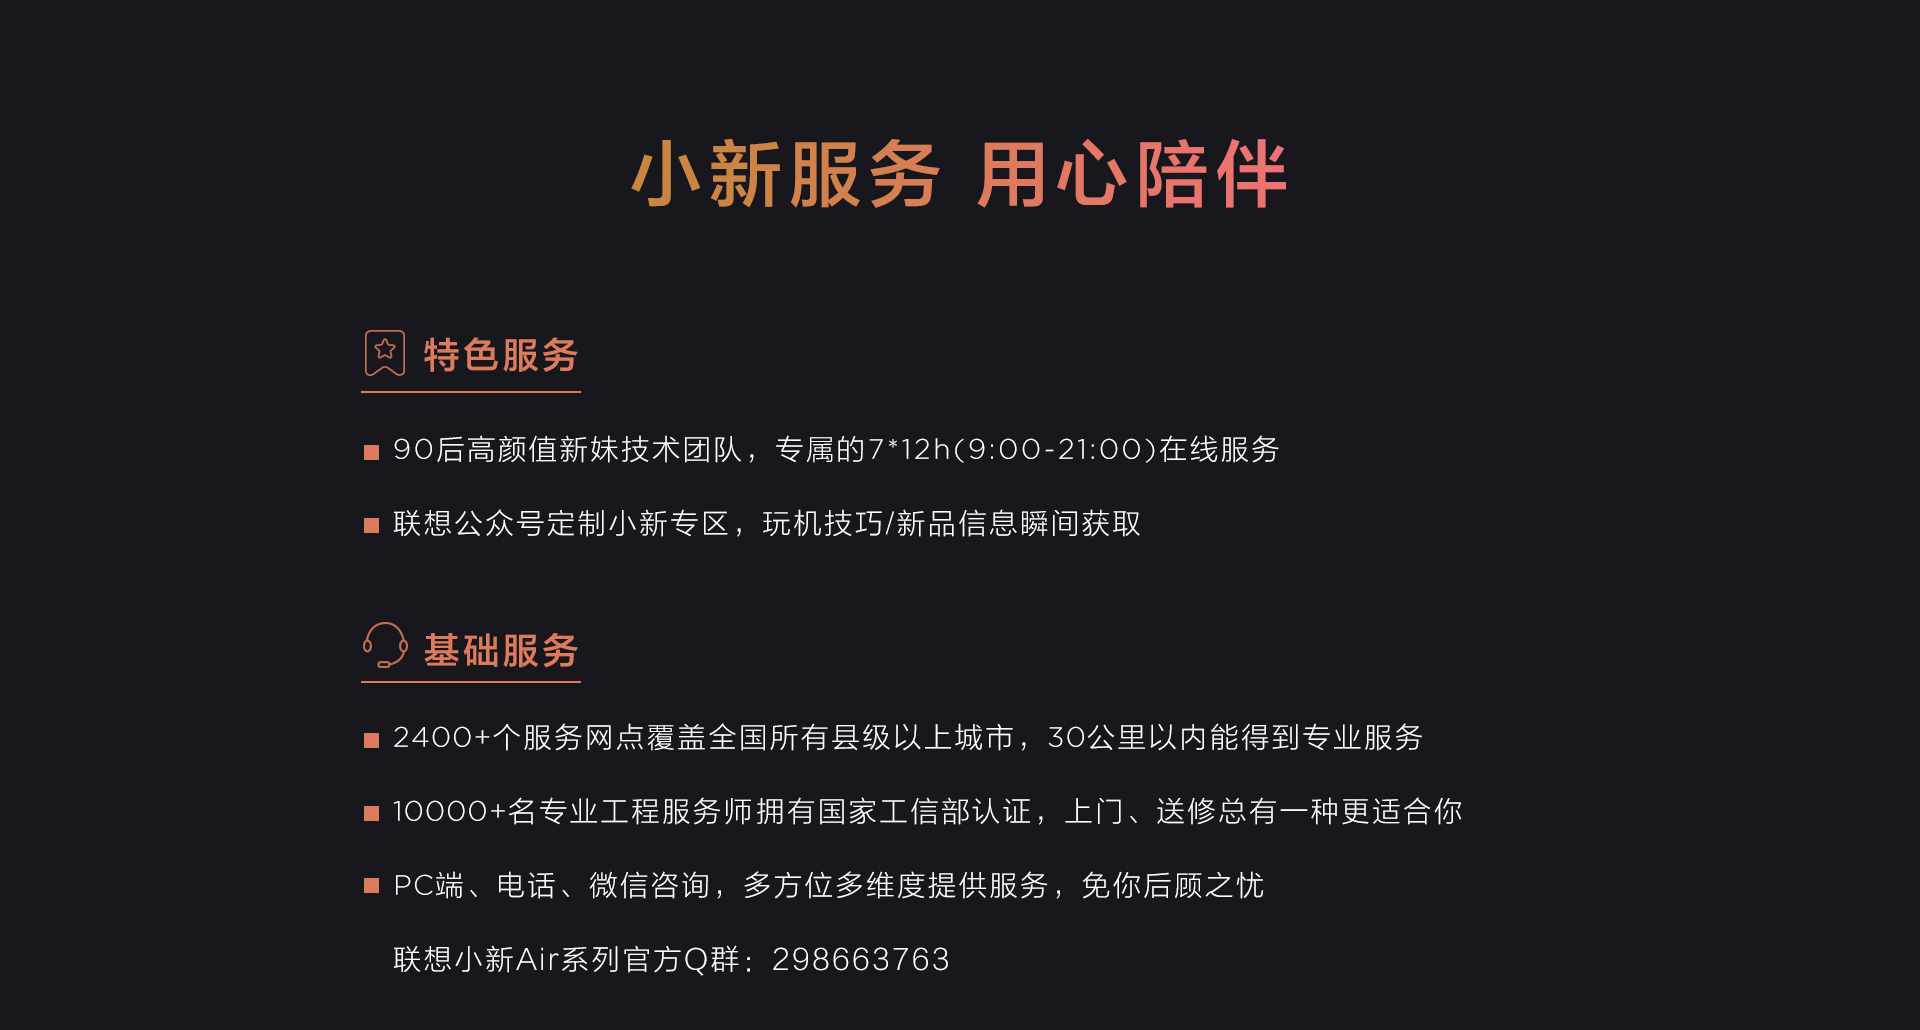 小新服务 用心陪伴
特色服务
90后高颜值新妹技术团队，专属的7*12h(9:00-21:00)在线服务
联想公众号定制小新专区，玩机技巧/新品信息瞬间获取
基础服务
2400+个服务网点覆盖全国所有县级以上城市，30公里以内能得到专业服务
10000+名专业工程服务师拥有国家工信部认证，上门、送修总有一种更适合你
PC端、电话、微信咨询，多方位多维度提供服务，免你后顾之忧
联想小新Air系列官方Q群：298663763